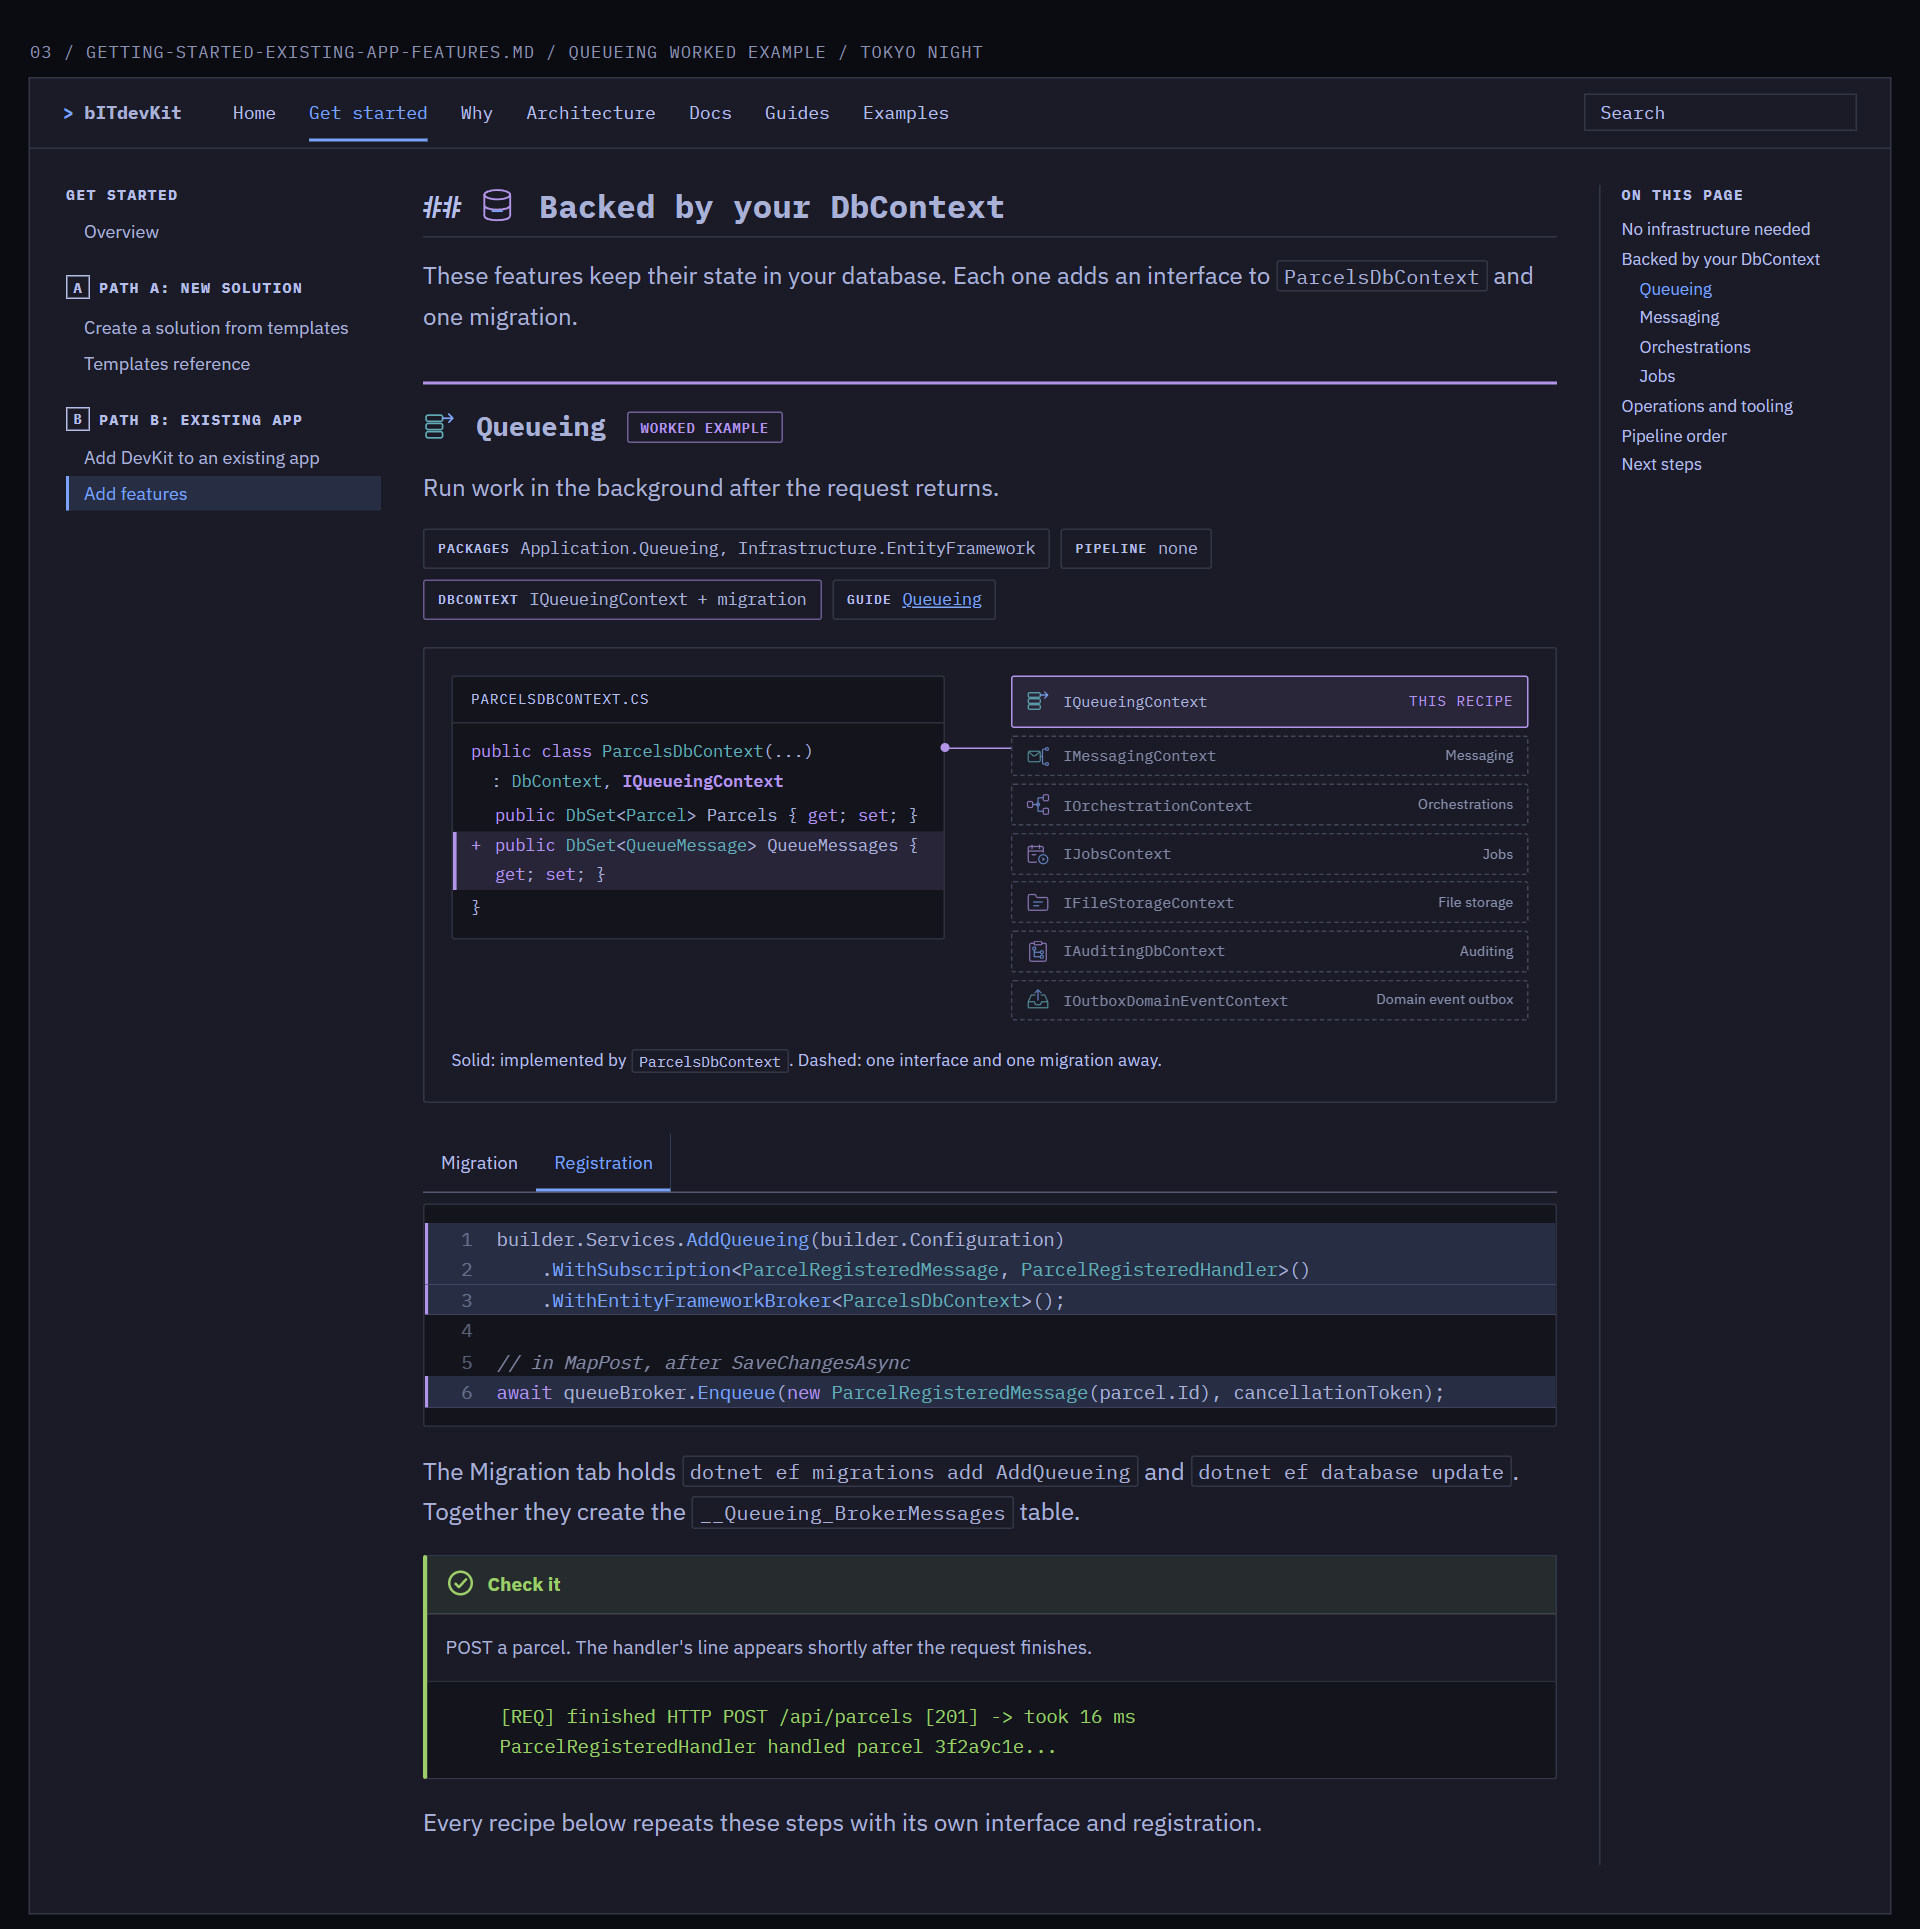 03 / GETTING-STARTED-EXISTING-APP-FEATURES.MD / QUEUEING WORKED EXAMPLE / TOKYO NIGHT
> bITdevKit Home Get started Why Architecture Docs Guides Examples Search
GET STARTED
Overview
A PATH A: NEW SOLUTION
Create a solution from templates
Templates reference
B PATH B: EXISTING APP
Add DevKit to an existing app
Add features
## Backed by your DbContext
These features keep their state in your database. Each one adds an interface to ParcelsDbContext and
one migration.
Queueing WORKED EXAMPLE
Run work in the background after the request returns.
PACKAGES Application.Queueing, Infrastructure.EntityFramework PIPELINE none
DBCONTEXT IQueueingContext + migration GUIDE Queueing
PARCELSDBCONTEXT.CS
public class ParcelsDbContext(...)
: DbContext, IQueueingContext
public DbSet<Parcel> Parcels { get; set; }
+ public DbSet<QueueMessage> QueueMessages {
get; set; }
}
IQueueingContext THIS RECIPE
IMessagingContext Messaging
IOrchestrationContext Orchestrations
IJobsContext Jobs
IFileStorageContext File storage
IAuditingDbContext Auditing
IOutboxDomainEventContext Domain event outbox
Solid: implemented by ParcelsDbContext. Dashed: one interface and one migration away.
Migration Registration
1 builder.Services.AddQueueing(builder.Configuration)
2 .WithSubscription<ParcelRegisteredMessage, ParcelRegisteredHandler>()
3 .WithEntityFrameworkBroker<ParcelsDbContext>();
4
5 // in MapPost, after SaveChangesAsync
6 await queueBroker.Enqueue(new ParcelRegisteredMessage(parcel.Id), cancellationToken);
The Migration tab holds dotnet ef migrations add AddQueueing and dotnet ef database update.
Together they create the __Queueing_BrokerMessages table.
Check it
POST a parcel. The handler's line appears shortly after the request finishes.
[REQ] finished HTTP POST /api/parcels [201] -> took 16 ms
ParcelRegisteredHandler handled parcel 3f2a9c1e...
Every recipe below repeats these steps with its own interface and registration.
ON THIS PAGE
No infrastructure needed
Backed by your DbContext
Queueing
Messaging
Orchestrations
Jobs
Operations and tooling
Pipeline order
Next steps